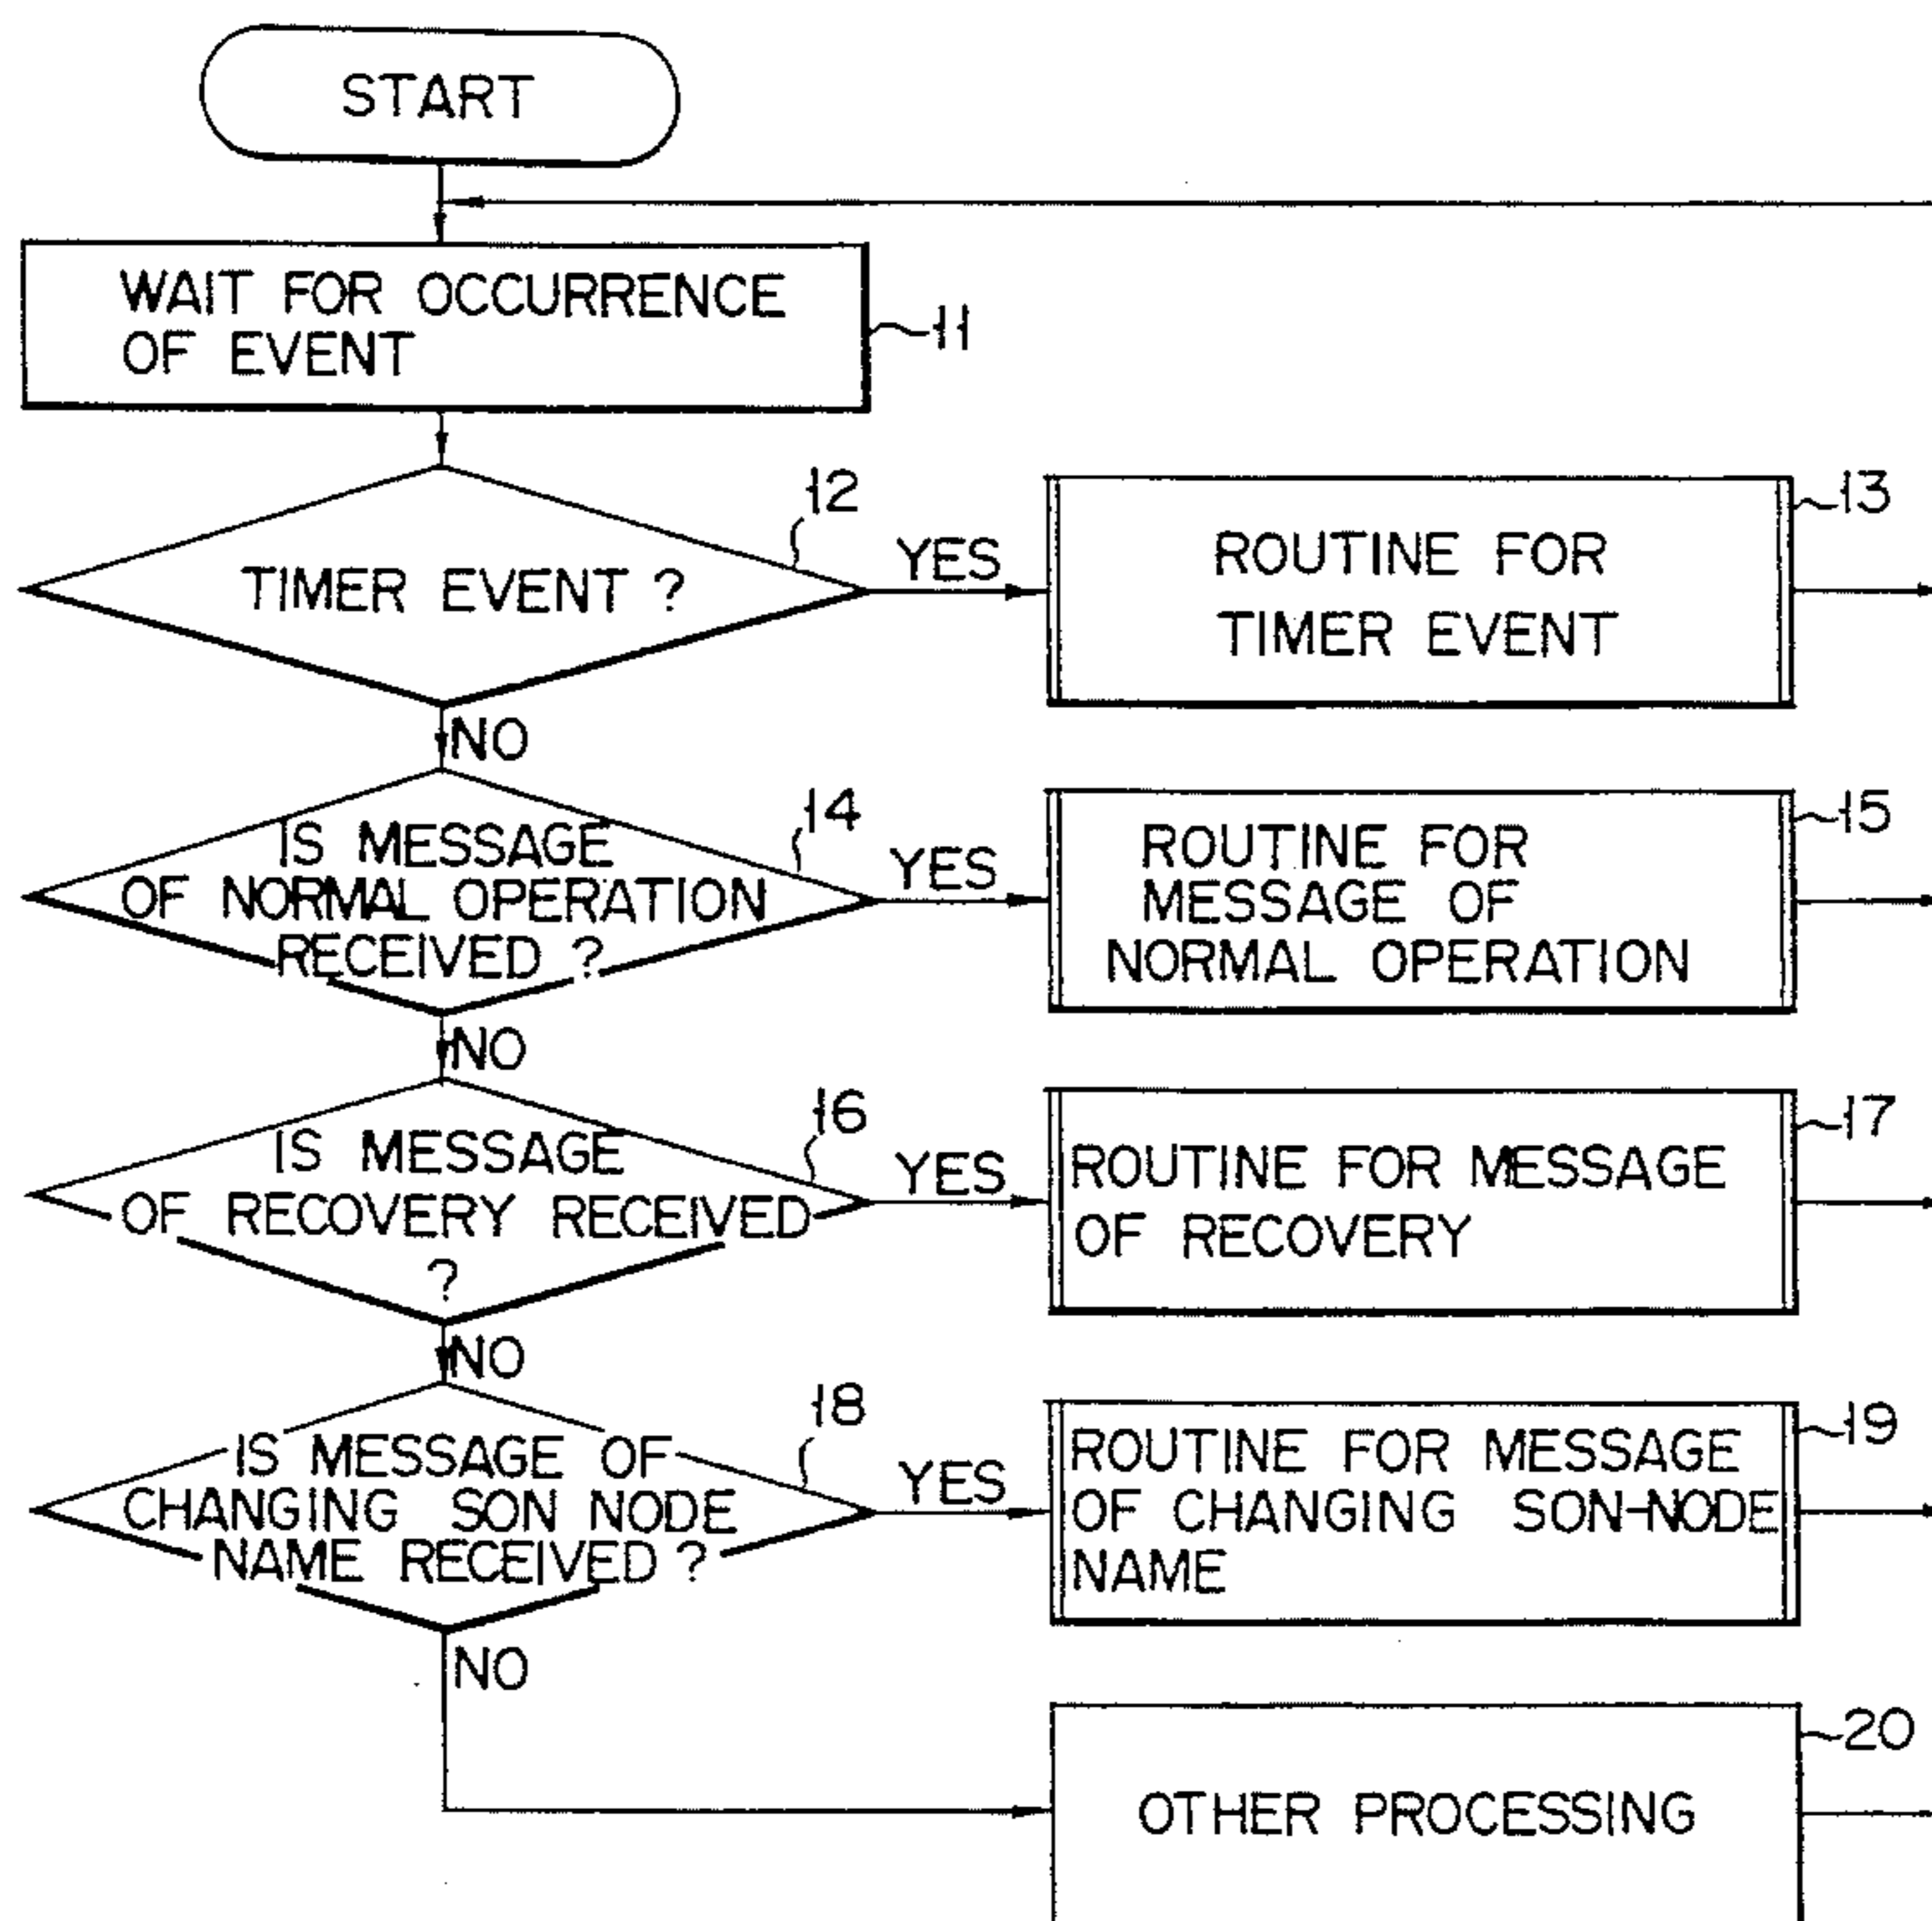 START
WAIT FOR OCCURRENCE
OF EVENT
11
12
TIMER EVENT ?
YES
13
ROUTINE FOR
TIMER EVENT
NO
14
IS MESSAGE
OF NORMAL OPERATION
RECEIVED ?
YES
15
ROUTINE FOR
MESSAGE OF
NORMAL OPERATION
NO
16
IS MESSAGE
OF RECOVERY RECEIVED
?
YES
17
ROUTINE FOR MESSAGE
OF RECOVERY
NO
18
IS MESSAGE OF
CHANGING SON NODE
NAME RECEIVED ?
YES
19
ROUTINE FOR MESSAGE
OF CHANGING SON-NODE
NAME
NO
20
OTHER PROCESSING